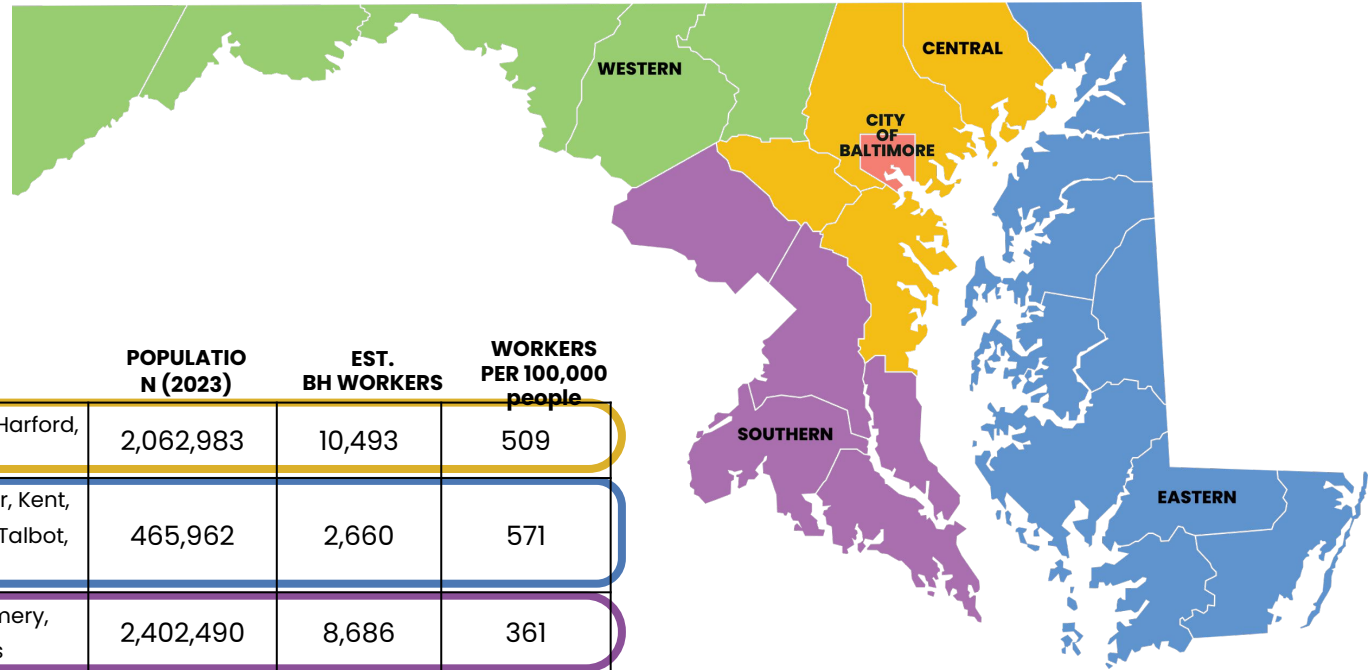 CENTRAL
WESTERN
CITY
OF
BALTIMORE
POPULATIO
N (2023)
EST.
BH WORKERS
WORKERS
PER 100,000
people
Harford,
2,062,983 10,493 509
SOUTHERN
r, Kent,
Talbot,
465,962 2,660 571
EASTERN
nery,
s
2,402,490 8,686 361